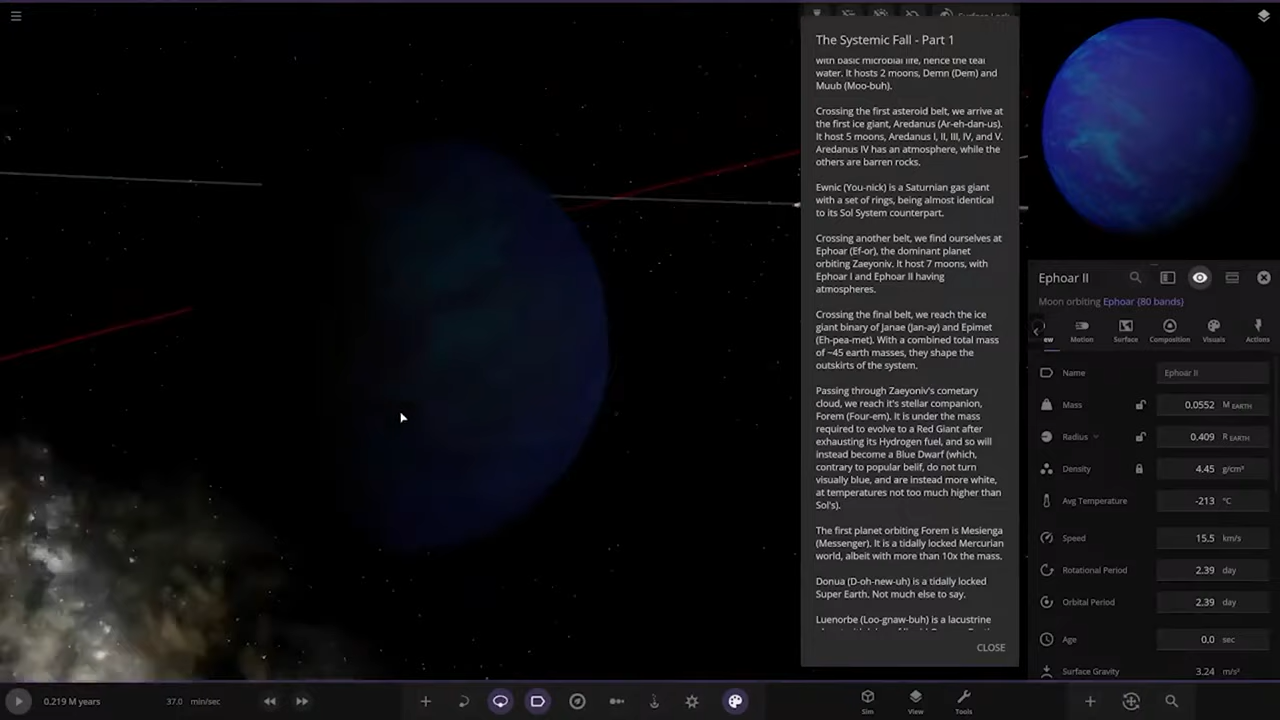 Surface Lock
The Systemic Fall - Part 1
with basic microbial life, hence the teal
water. It hosts 2 moons, Demn (Dem) and
Muub (Moo-buh).
Crossing the first asteroid belt, we arrive at
the first ice giant, Aredanus (Ar-eh-dan-us).
It host 5 moons, Aredanus I, II, III, IV, and V.
Aredanus IV has an atmosphere, while the
others are barren rocks.
Ewnic (You-nick) is a Saturnian gas giant
with a set of rings, being almost identical
to its Sol System counterpart.
Crossing another belt, we find ourselves at
Ephoar (Ef-or), the dominant planet
orbiting Zaeyoniv. It host 7 moons, with
Ephoar I and Ephoar II having
atmospheres.
Crossing the final belt, we reach the ice
giant binary of Janae (Jan-ay) and Epimet
(Eh-pea-met). With a combined total mass
of ~45 earth masses, they shape the
outskirts of the system.
Passing through Zaeyoniv's cometary
cloud, we reach it's stellar companion,
Forem (Four-em). It is under the mass
required to evolve to a Red Giant after
exhausting its Hydrogen fuel, and so will
instead become a Blue Dwarf (which,
contrary to popular belif, do not turn
visually blue, and are instead more white,
at temperatures not too much higher than
Sol's).
The first planet orbiting Forem is Mesienga
(Messenger). It is a tidally locked Mercurian
world, albeit with more than 10x the mass.
Donua (D-oh-new-uh) is a tidally locked
Super Earth. Not much else to say.
Luenorbe (Loo-gnaw-buh) is a lacustrine
CLOSE
Ephoar II
Moon orbiting Ephoar {80 bands}
ew Motion Surface Composition Visuals Actions
Name Ephoar II
Mass 0.0552 M EARTH
Radius 0.409 R EARTH
Density 4.45 g/cm³
Avg Temperature -213 °C
Speed 15.5 km/s
Rotational Period 2.39 day
Orbital Period 2.39 day
Age 0.0 sec
Surface Gravity 3.24 m/s²
0.219 M years 37.0 min/sec
Sim View Tools